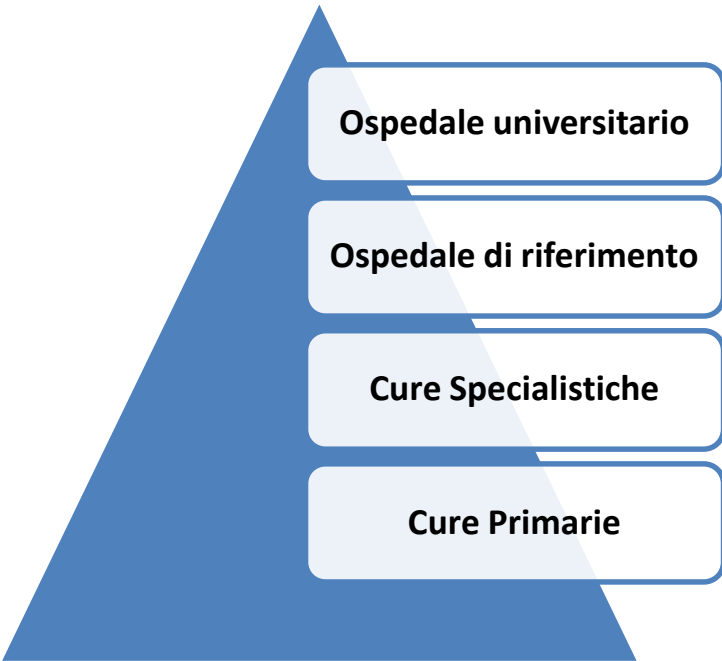 Ospedale universitario
Ospedale di riferimento
Cure Specialistiche
Cure Primarie